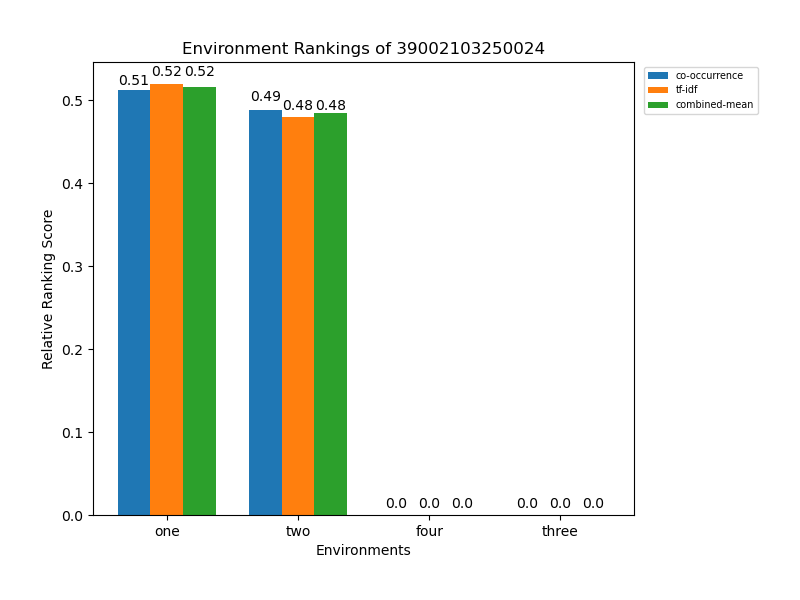 Environment Rankings of 39002103250024
co-occurrence
tf-idf
combined-mean
Relative Ranking Score
0.5
0.4
0.3
0.2
0.1
0.0
0.51 0.52 0.52
0.49 0.48 0.48
0.0 0.0 0.0
0.0 0.0 0.0
one two four three
Environments